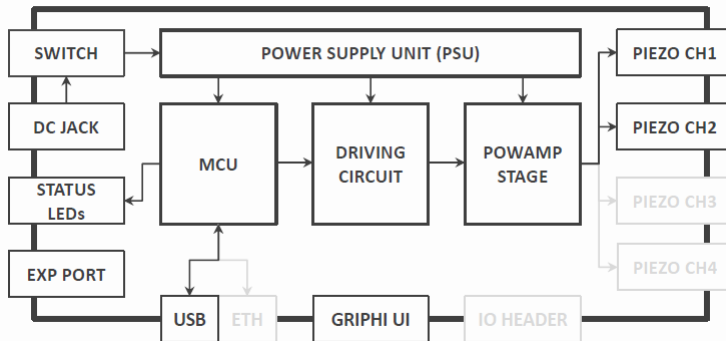 SWITCH
POWER SUPPLY UNIT (PSU)
PIEZO CH1
DC JACK
MCU
DRIVING
CIRCUIT
POWAMP
STAGE
PIEZO CH2
STATUS
LEDs
PIEZO CH3
EXP PORT
PIEZO CH4
USB
ETH
GRIPHI UI
IO HEADER